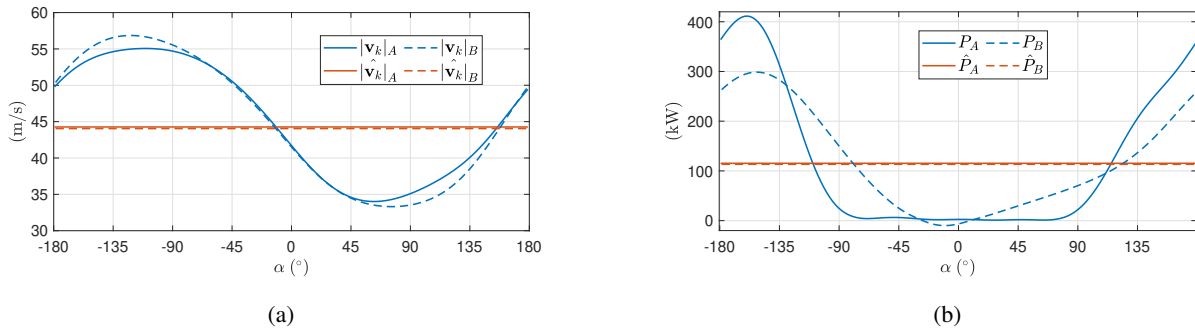 60
55
50
45
40
35
30
(m/s)
|v_k|_A |v_k|_B
|v̂_k|_A |v̂_k|_B
-180 -135 -90 -45 0 45 90 135 180
α (°)
(a)
400
300
200
100
0
(kW)
P_A P_B
P̂_A P̂_B
-180 -135 -90 -45 0 45 90 135
α (°)
(b)